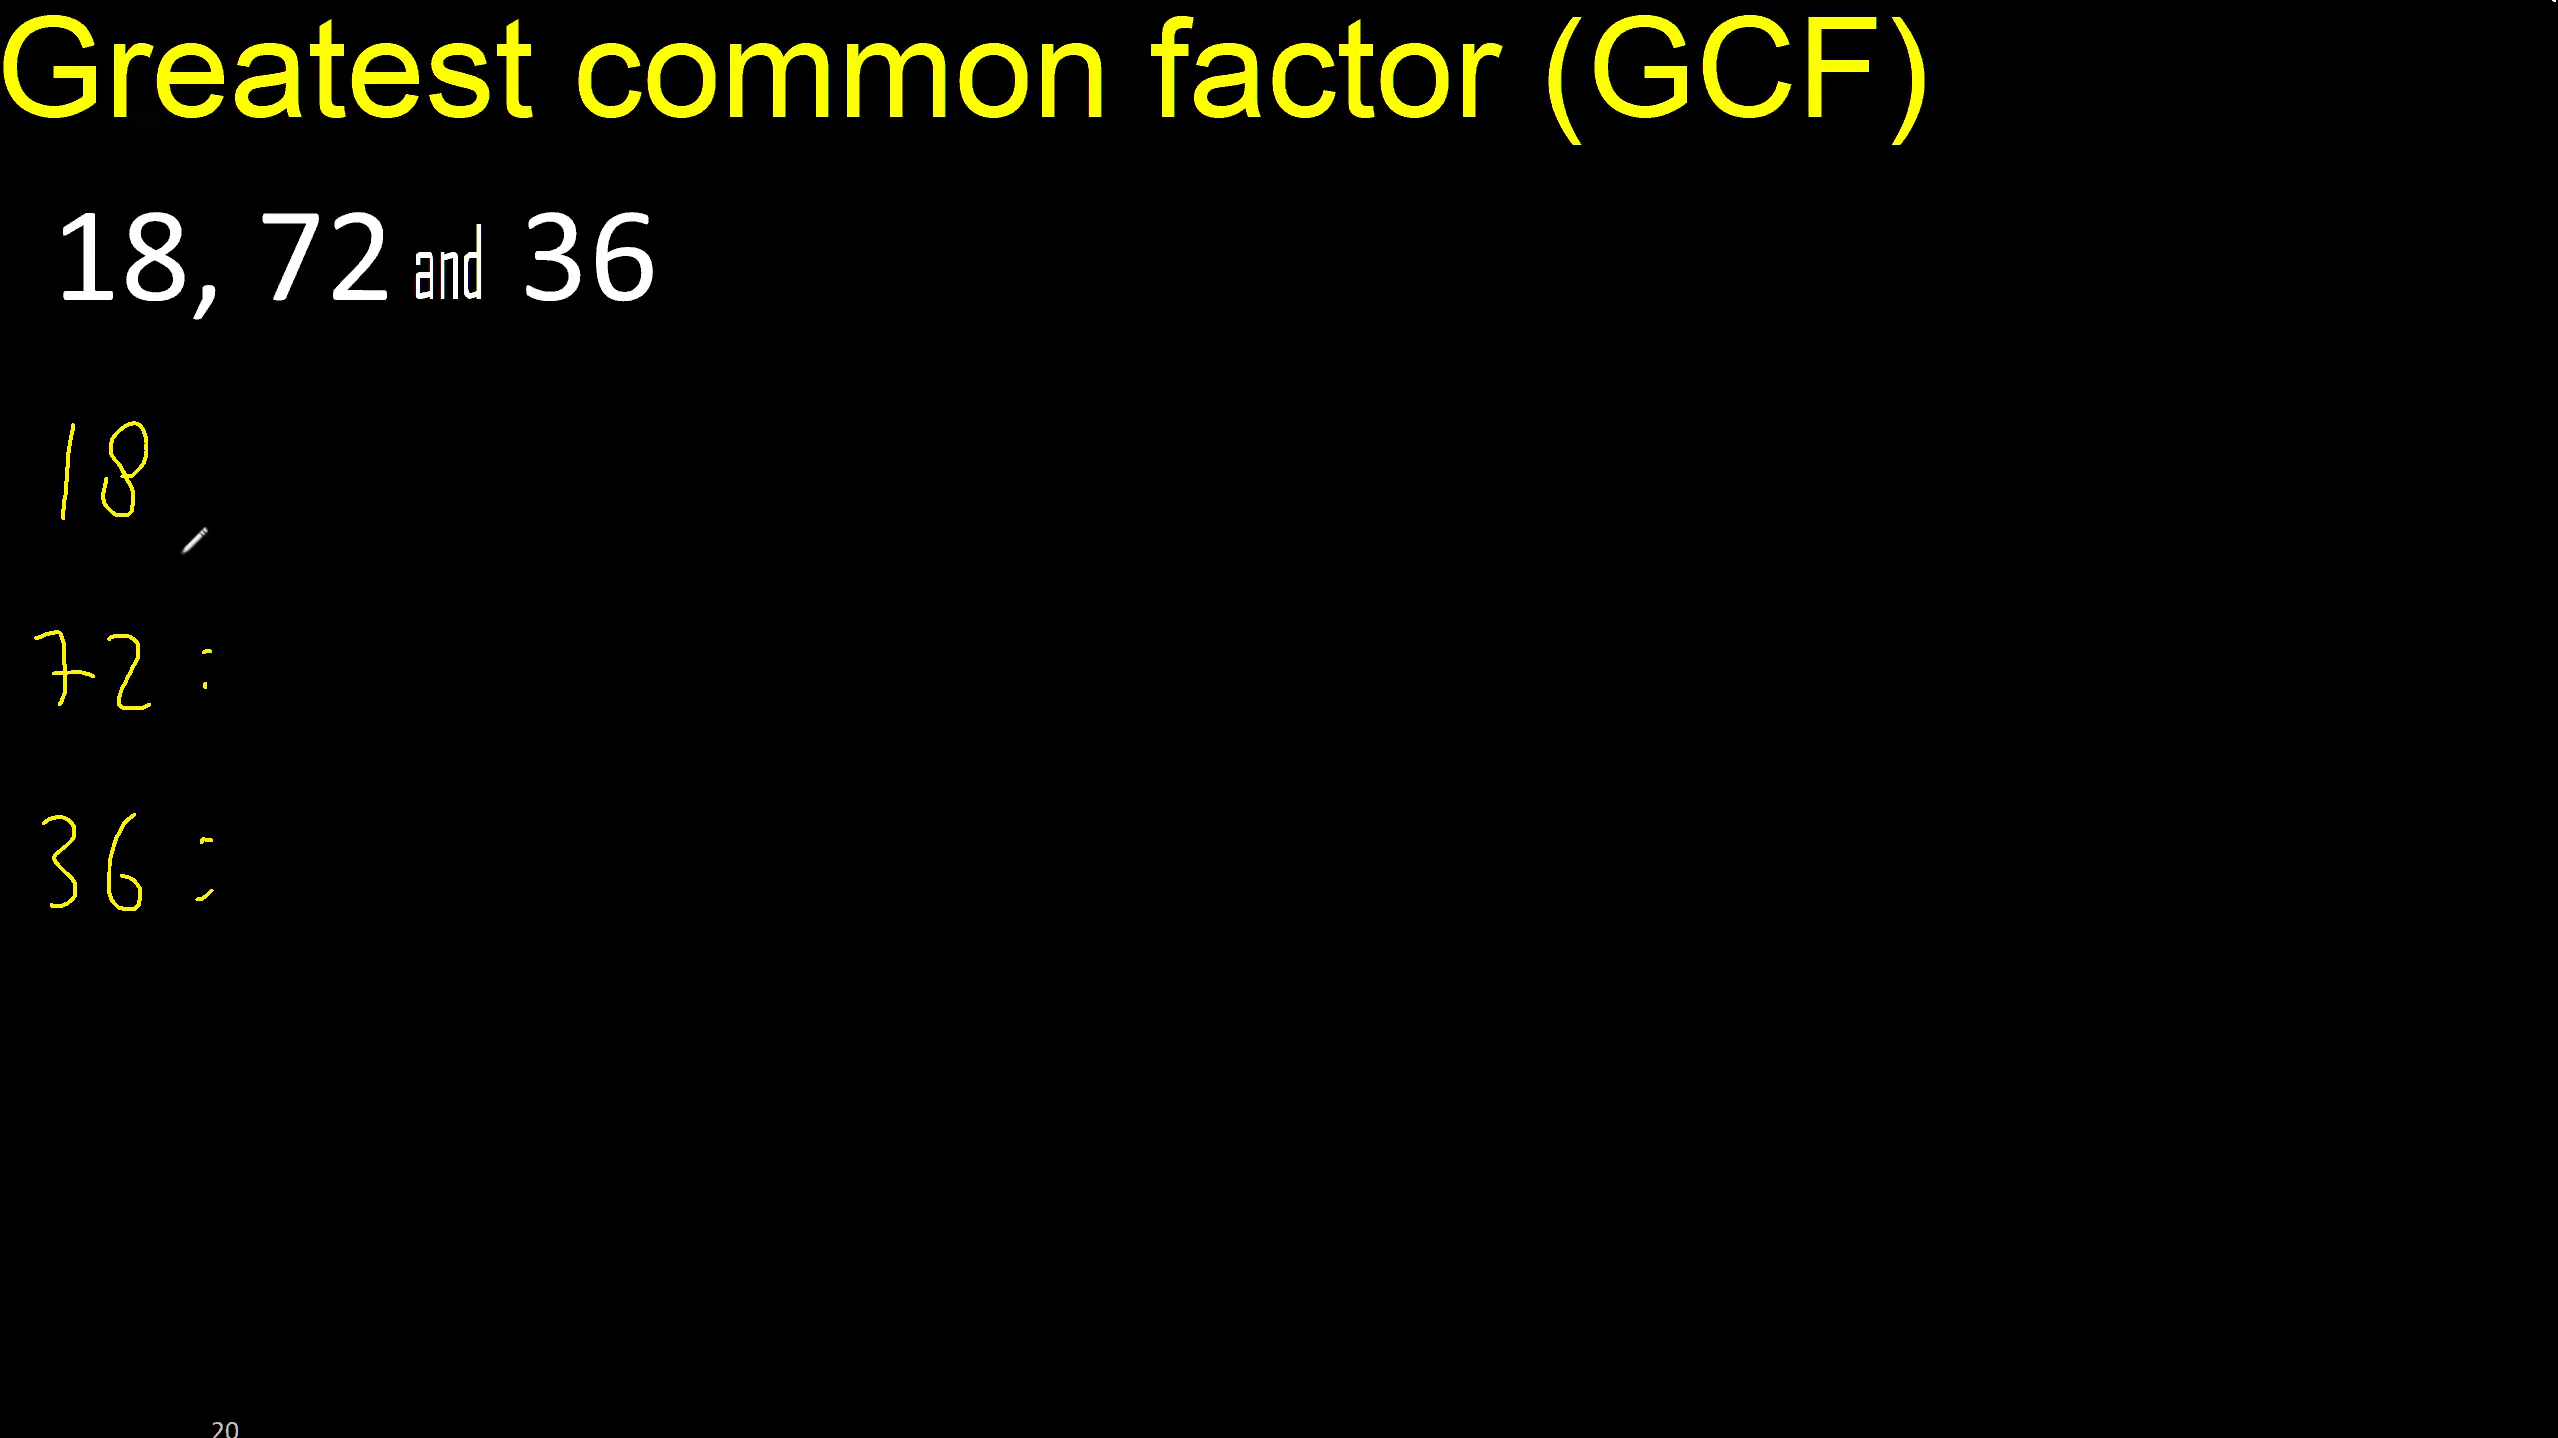 Greatest common factor (GCF)
18, 72 and 36
18
72 :
36 :
20